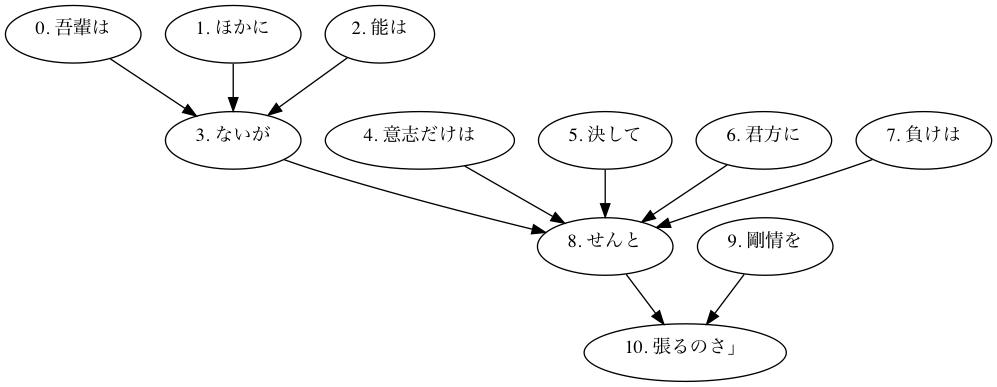 0. 吾輩は
1. ほかに
2. 能は
3. ないが
4. 意志だけは
5. 決して
6. 君方に
7. 負けは
8. せんと
9. 剛情を
10. 張るのさ」